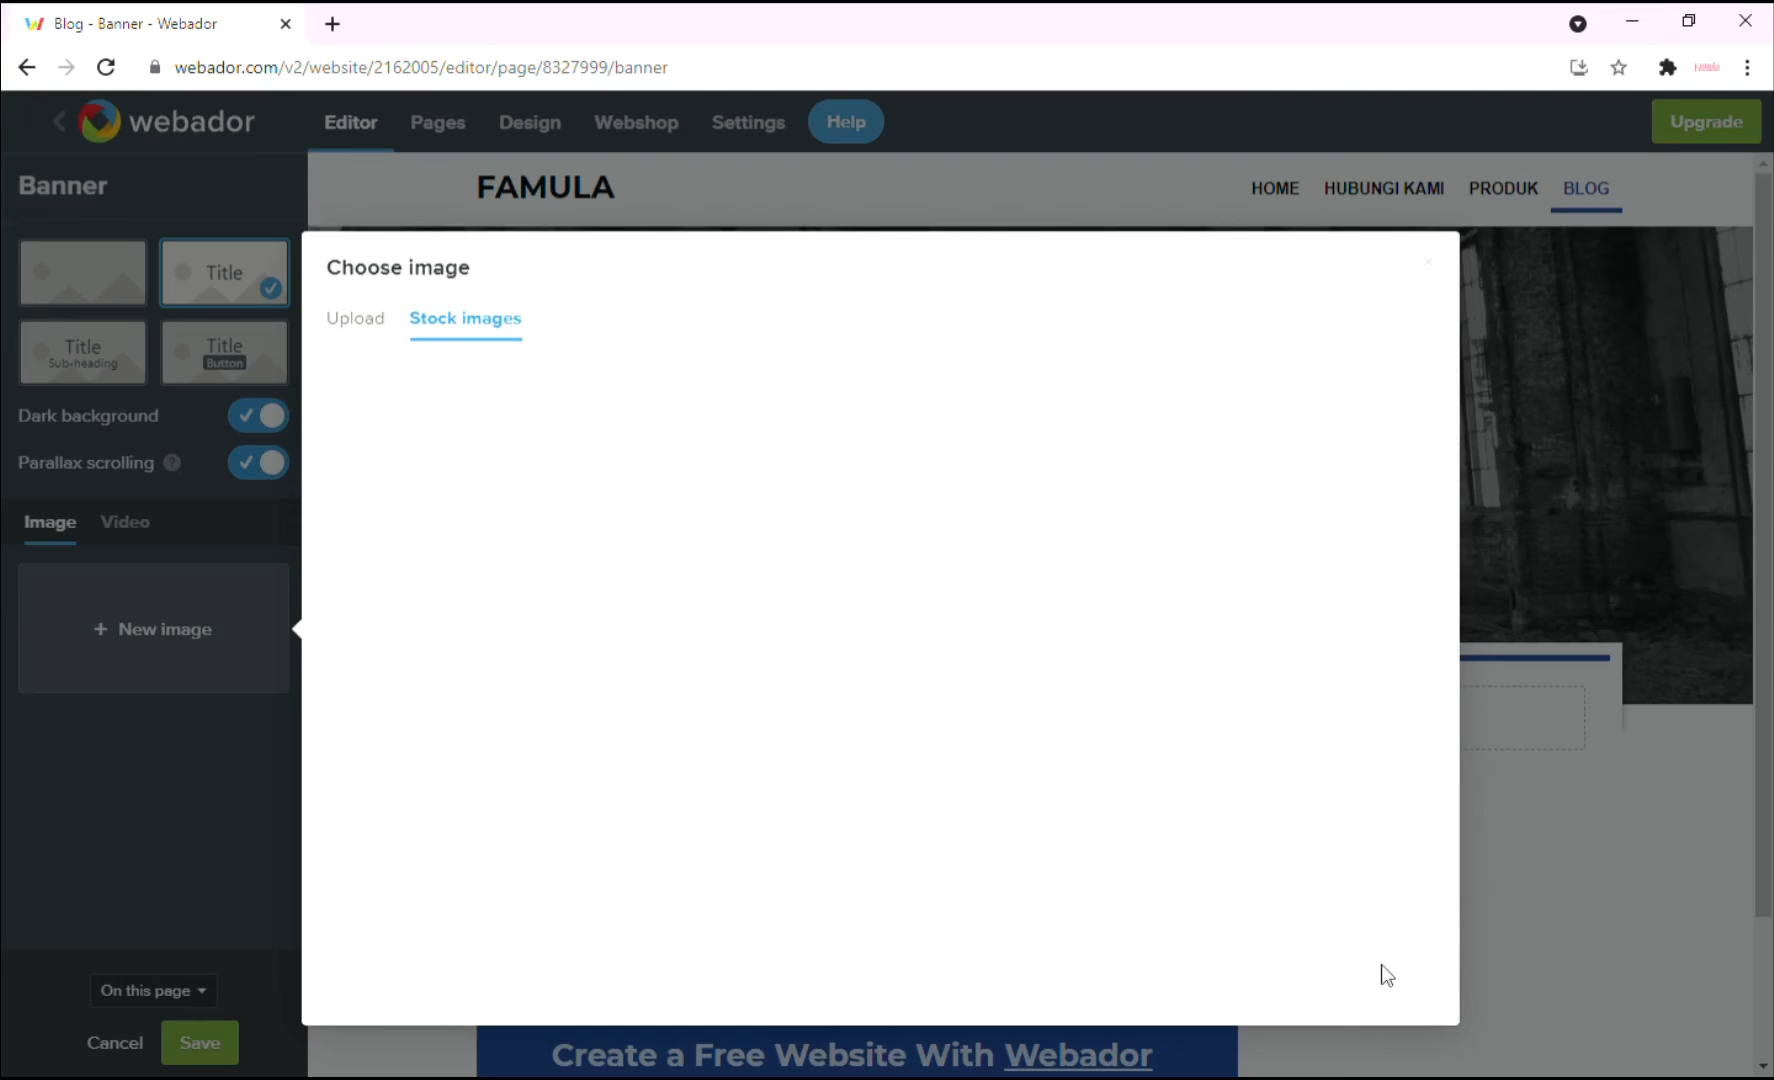 Blog - Banner - Webador
webador.com/v2/website/2162005/editor/page/8327999/banner
webador
Editor
Pages
Design
Webshop
Settings
Help
Upgrade
Banner
FAMULA
HOME
HUBUNGI KAMI
PRODUK
BLOG
Title
Title
Sub-heading
Title
Button
Dark background
Parallax scrolling ?
Image
Video
+ New image
Choose image
×
Upload
Stock images
On this page
Cancel
Save
Create a Free Website With Webador